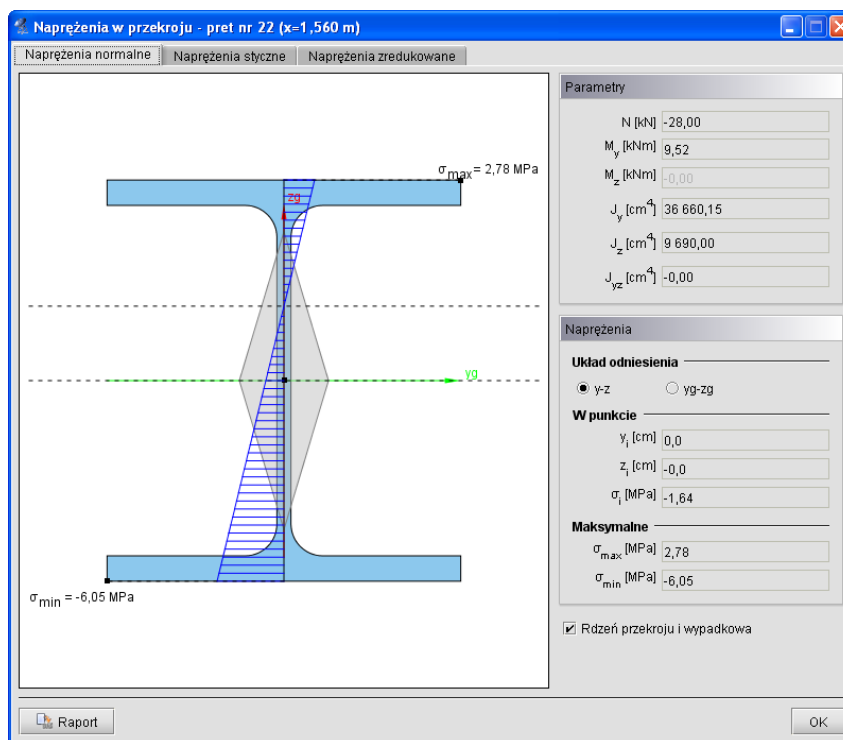 Naprężenia w przekroju - pret nr 22 (x=1,560 m)
Naprężenia normalne Naprężenia styczne Naprężenia zredukowane
σmax = 2,78 MPa
zg
yg
σmin = -6,05 MPa
Parametry
N [kN] -28,00
My [kNm] 9,52
Mz [kNm] -0,00
Jy [cm4] 36 660,15
Jz [cm4] 9 690,00
Jyz [cm4] -0,00
Naprężenia
Układ odniesienia
y-z yg-zg
W punkcie
yi [cm] 0,0
zi [cm] -0,0
σi [MPa] -1,64
Maksymalne
σmax [MPa] 2,78
σmin [MPa] -6,05
Rdzeń przekroju i wypadkowa
Raport OK